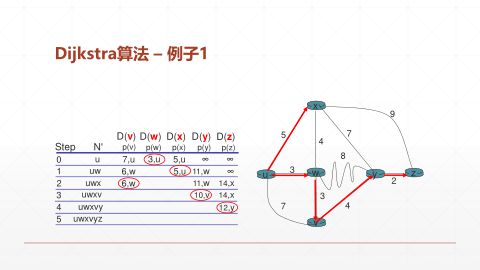 Dijkstra算法 – 例子1
D(v) D(w) D(x) D(y) D(z)
Step N' p(v) p(w) p(x) p(y) p(z)
0 u 7,u 3,u 5,u ∞ ∞
1 uw 6,w 5,u 11,w ∞
2 uwx 6,w 11,w 14,x
3 uwxv 10,v 14,x
4 uwxvy 12,y
5 uwxvyz
x
9
5
4
7
8
u
3
w
y
2
z
3
7
4
v